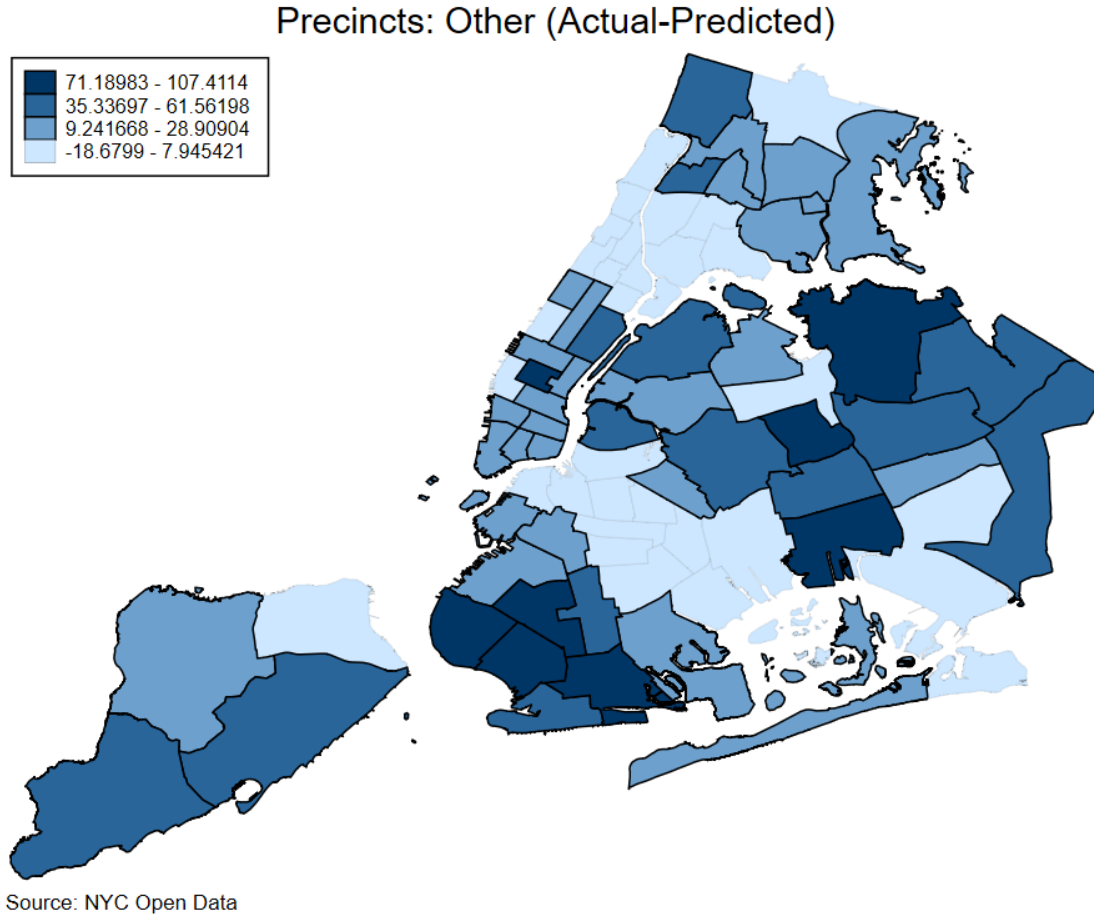 Precincts: Other (Actual-Predicted)
71.18983 - 107.4114
35.33697 - 61.56198
9.241668 - 28.90904
-18.6799 - 7.945421
Source: NYC Open Data